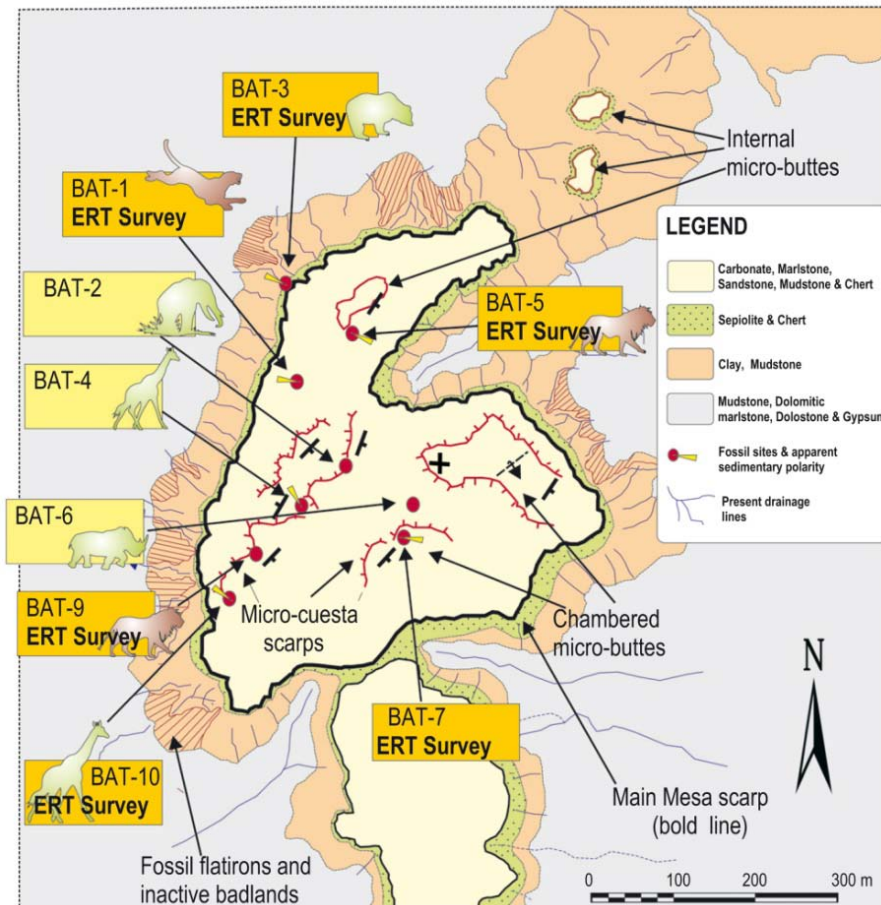 BAT-3
ERT Survey
BAT-1
ERT Survey
BAT-2
BAT-4
BAT-5
ERT Survey
Internal
micro-buttes
LEGEND
Carbonate, Marlstone,
Sandstone, Mudstone & Chert
Sepiolite & Chert
Clay, Mudstone
Mudstone, Dolomitic
marlstone, Dolostone & Gypsum
Fossil sites & apparent
sedimentary polarity
Present drainage
lines
BAT-6
BAT-9
ERT Survey
Micro-cuesta
scarps
Chambered
micro-buttes
BAT-7
ERT Survey
BAT-10
ERT Survey
Main Mesa scarp
(bold line)
Fossil flatirons and
inactive badlands
N
0 100 200 300 m